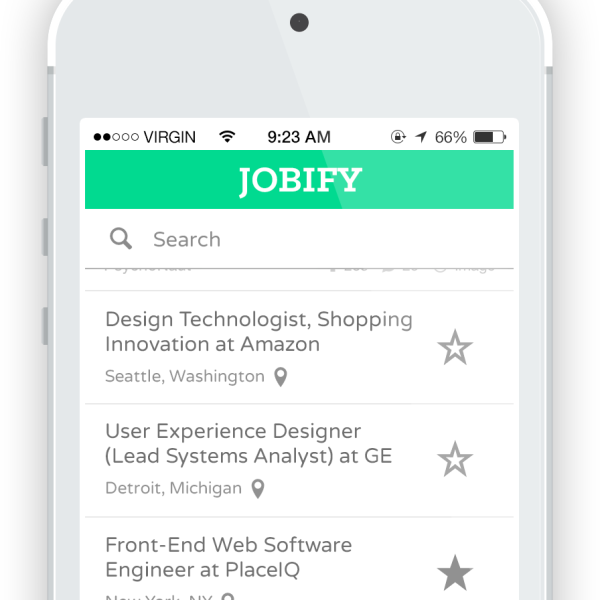 VIRGIN 9:23 AM 66%
JOBIFY
Search
Design Technologist, Shopping
Innovation at Amazon
Seattle, Washington
User Experience Designer
(Lead Systems Analyst) at GE
Detroit, Michigan
Front-End Web Software
Engineer at PlaceIQ
New York, NY